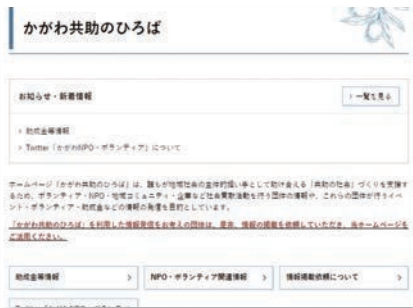 かがわ共助のひろば
お知らせ・新着情報
› 一覧を見る
› 助成金等情報
› Twitter「かがわNPO・ボランティア」について
ホームページ「かがわ共助のひろば」は、誰もが地域社会の主体的担い手として助け合える「共助の社会」づくりを支援す
るため、ボランティア・NPO・地域コミュニティ・企業など社会貢献活動を行う団体の情報や、これらの団体が行うイベ
ント・ボランティア・助成金などの情報の発信を目的としています。
「かがわ共助のひろば」を利用した情報発信をお考えの団体は、是非、情報の掲載を依頼していただき、当ホームページを
ご活用ください。
助成金等情報 ›
NPO・ボランティア関連情報 ›
情報掲載依頼について ›